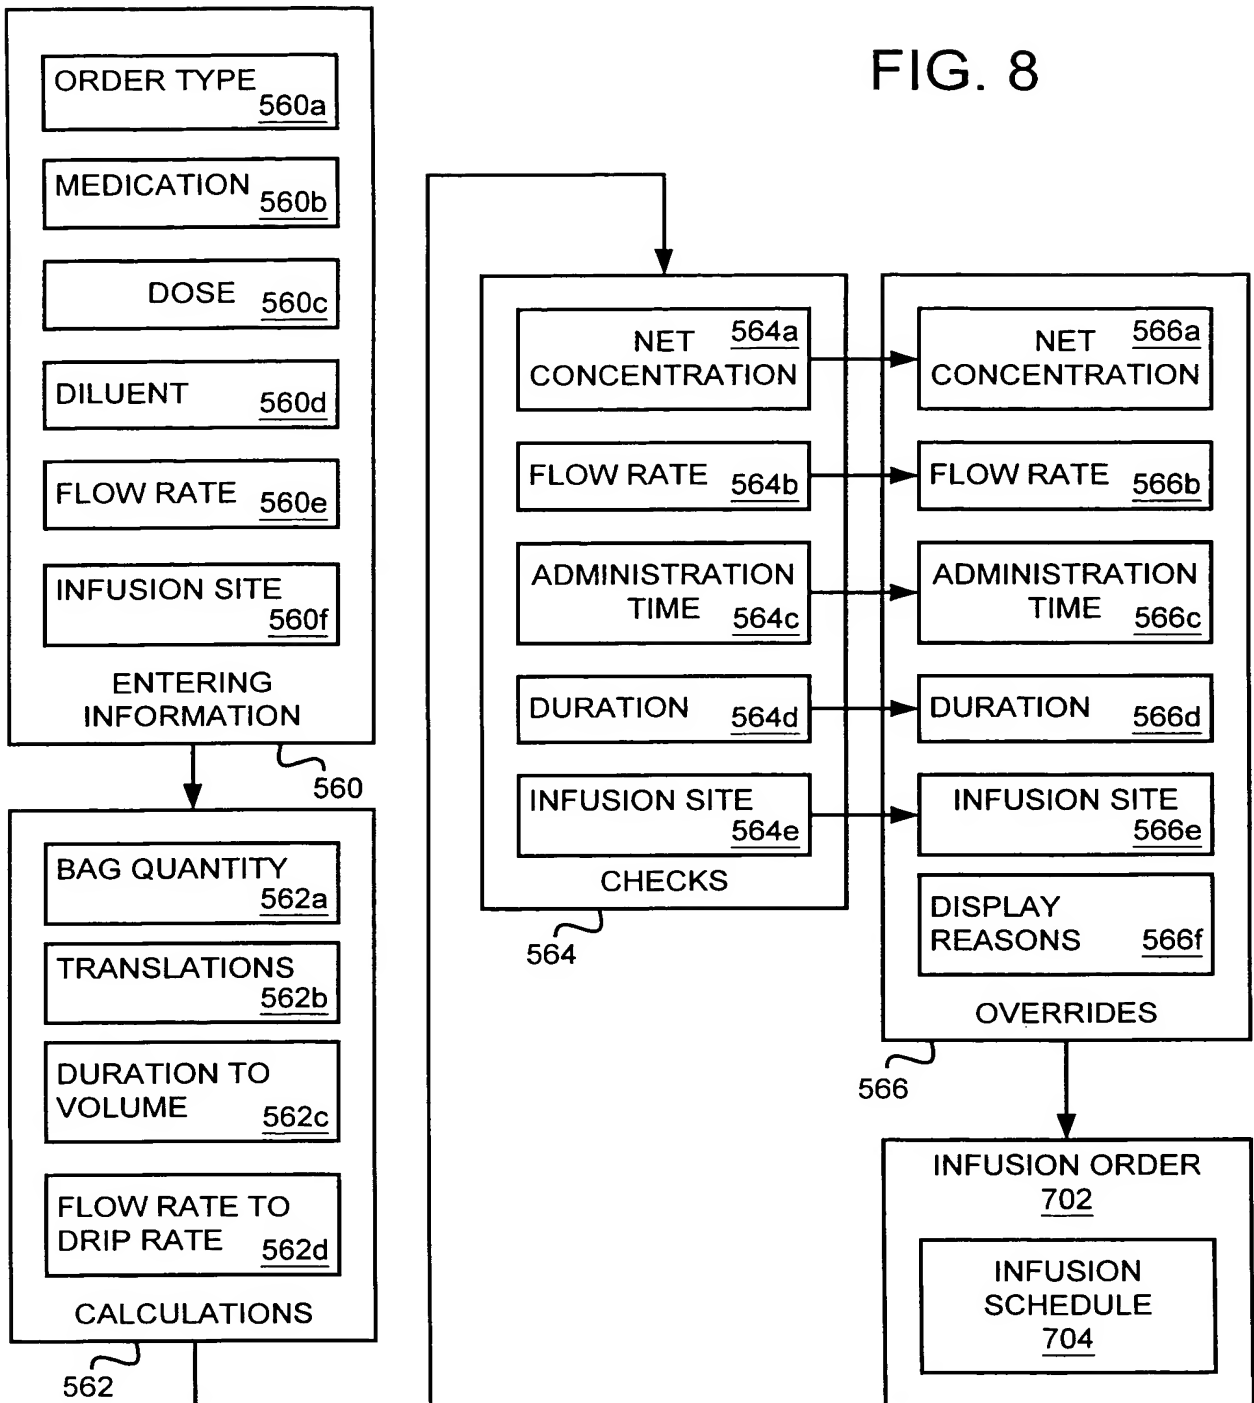 FIG. 8
ORDER TYPE
560a
MEDICATION
560b
DOSE
560c
DILUENT
560d
FLOW RATE
560e
INFUSION SITE
560f
ENTERING
INFORMATION
560
BAG QUANTITY
562a
TRANSLATIONS
562b
DURATION TO
VOLUME
562c
FLOW RATE TO
DRIP RATE
562d
CALCULATIONS
562
NET
564a
CONCENTRATION
FLOW RATE
564b
ADMINISTRATION
TIME
564c
DURATION
564d
INFUSION SITE
564e
CHECKS
564
NET
566a
CONCENTRATION
FLOW RATE
566b
ADMINISTRATION
TIME
566c
DURATION
566d
INFUSION SITE
566e
DISPLAY
REASONS
566f
OVERRIDES
566
INFUSION ORDER
702
INFUSION
SCHEDULE
704